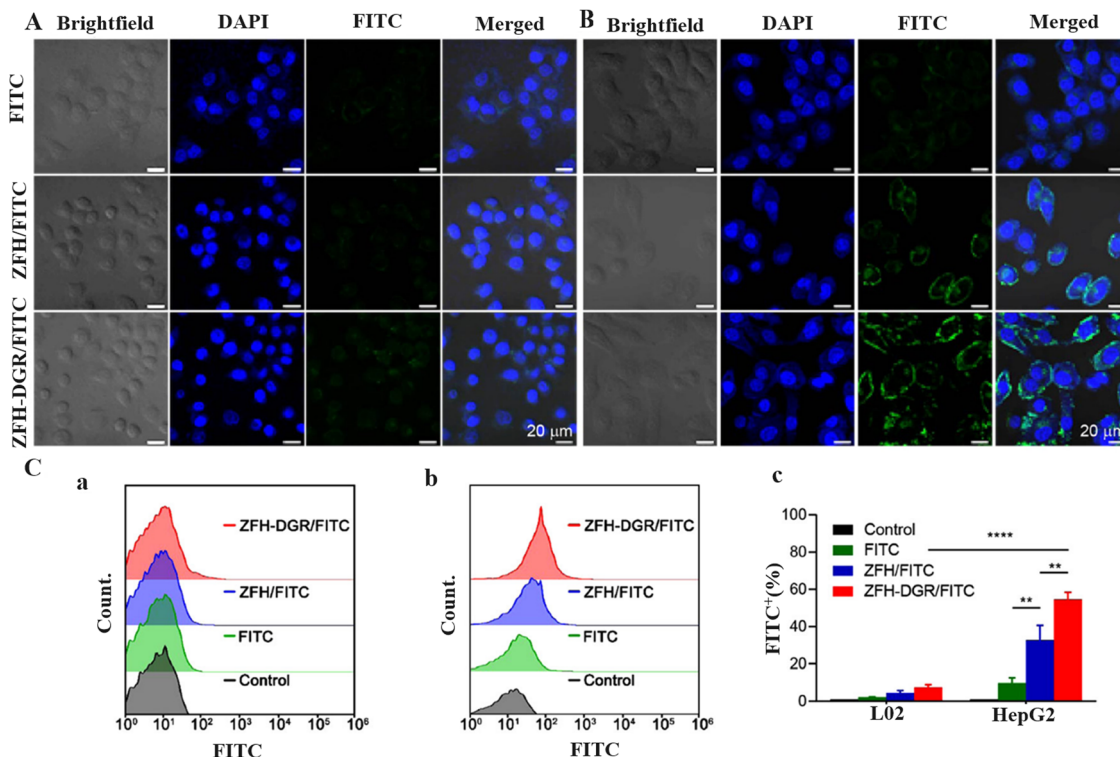 A Brightfield DAPI FITC Merged B Brightfield DAPI FITC Merged
FITC
ZFH/FITC
ZFH-DGR/FITC
20 μm 20 μm
C
a b c
ZFH-DGR/FITC
ZFH/FITC
FITC
Control
Count.
10⁰ 10¹ 10² 10³ 10⁴ 10⁵ 10⁶
FITC
ZFH-DGR/FITC
ZFH/FITC
FITC
Control
Count.
10⁰ 10¹ 10² 10³ 10⁴ 10⁵ 10⁶
FITC
100
80
60
40
20
0
FITC⁺(%)
Control
FITC
ZFH/FITC
ZFH-DGR/FITC
****
**
**
L02 HepG2